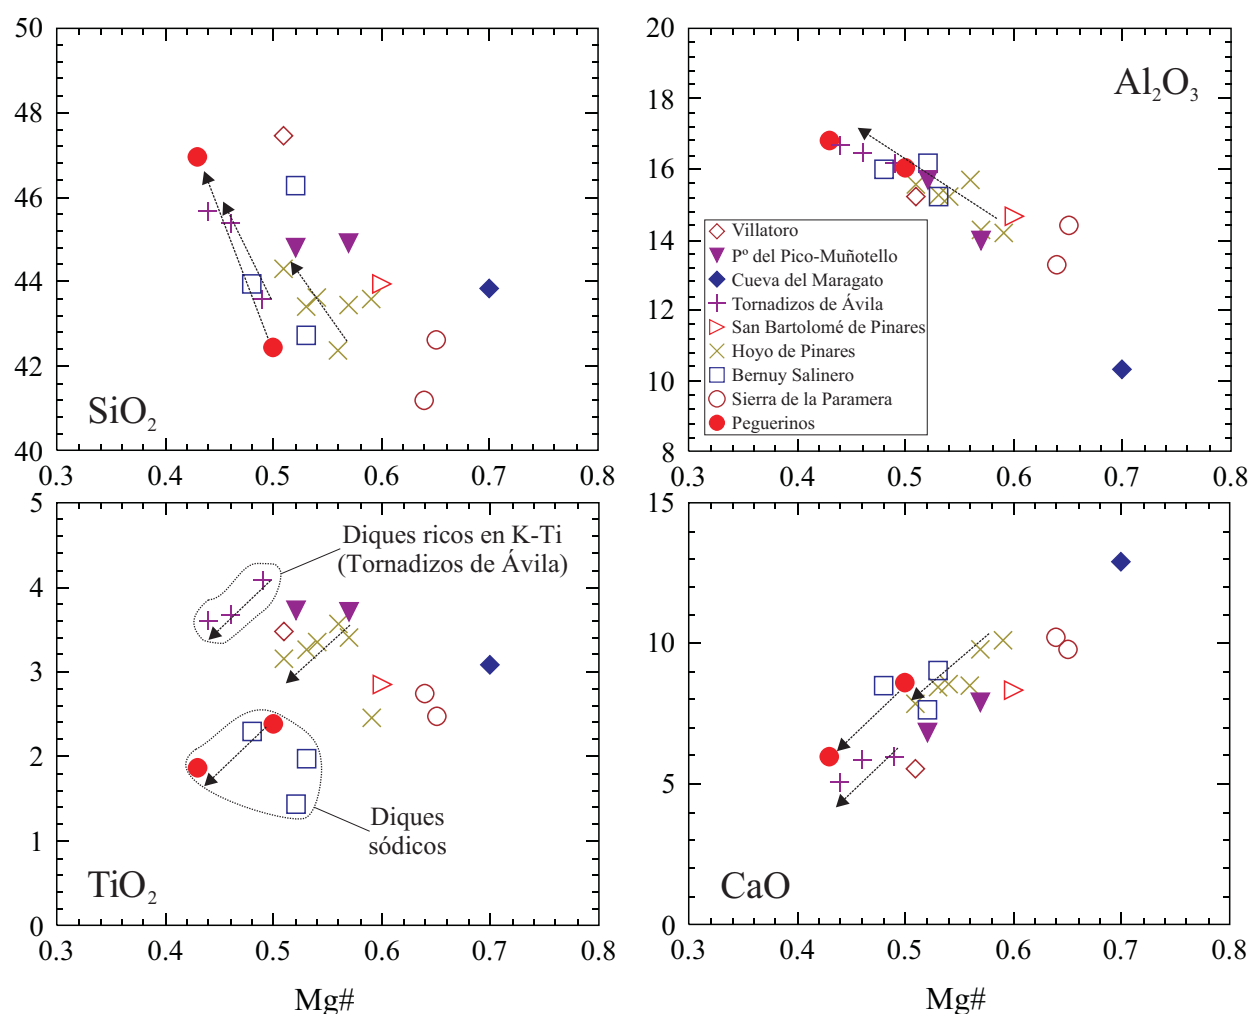 50
48
46
44
42
40
SiO2
0.3 0.4 0.5 0.6 0.7 0.8
20
18
16
14
12
10
8
Al2O3
Villatoro
Pº del Pico-Muñotello
Cueva del Maragato
Tornadizos de Ávila
San Bartolomé de Pinares
Hoyo de Pinares
Bernuy Salinero
Sierra de la Paramera
Peguerinos
0.3 0.4 0.5 0.6 0.7 0.8
5
4
3
2
1
0
Diques ricos en K-Ti
(Tornadizos de Ávila)
Diques
sódicos
TiO2
0.3 0.4 0.5 0.6 0.7 0.8
Mg#
15
10
5
0
CaO
0.3 0.4 0.5 0.6 0.7 0.8
Mg#